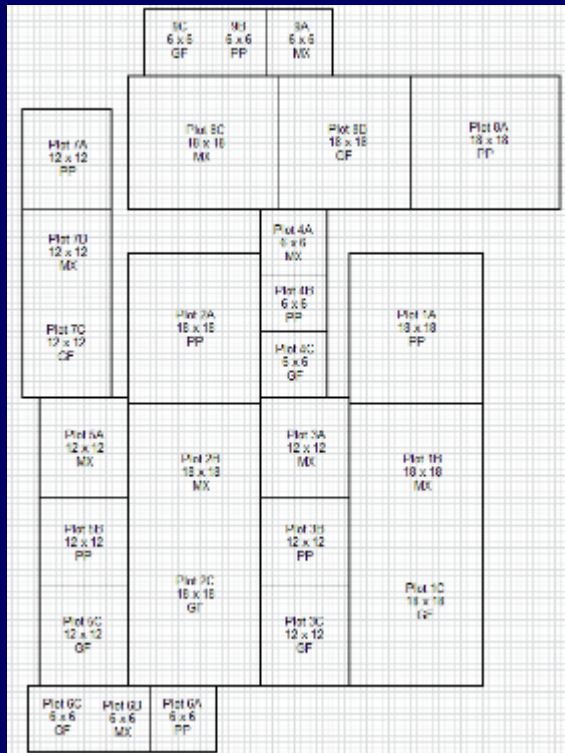 9C
6 x 6
GF
9B
6 x 6
PP
9A
6 x 6
MX
Plot 8C
18 x 18
MX
Plot 8B
18 x 18
GF
Plot 8A
18 x 18
PP
Plot 7A
12 x 12
PP
Plot 7B
12 x 12
MX
Plot 7C
12 x 12
GF
Plot 4A
6 x 6
MX
Plot 4B
6 x 6
PP
Plot 4C
6 x 6
GF
Plot 2A
18 x 18
PP
Plot 1A
18 x 18
PP
Plot 5A
12 x 12
MX
Plot 2B
18 x 18
MX
Plot 3A
12 x 12
MX
Plot 1B
18 x 18
MX
Plot 5B
12 x 12
PP
Plot 3B
12 x 12
PP
Plot 2C
18 x 18
GF
Plot 1C
18 x 18
GF
Plot 5C
12 x 12
GF
Plot 3C
12 x 12
GF
Plot 6C
6 x 6
GF
Plot 6B
6 x 6
MX
Plot 6A
6 x 6
PP